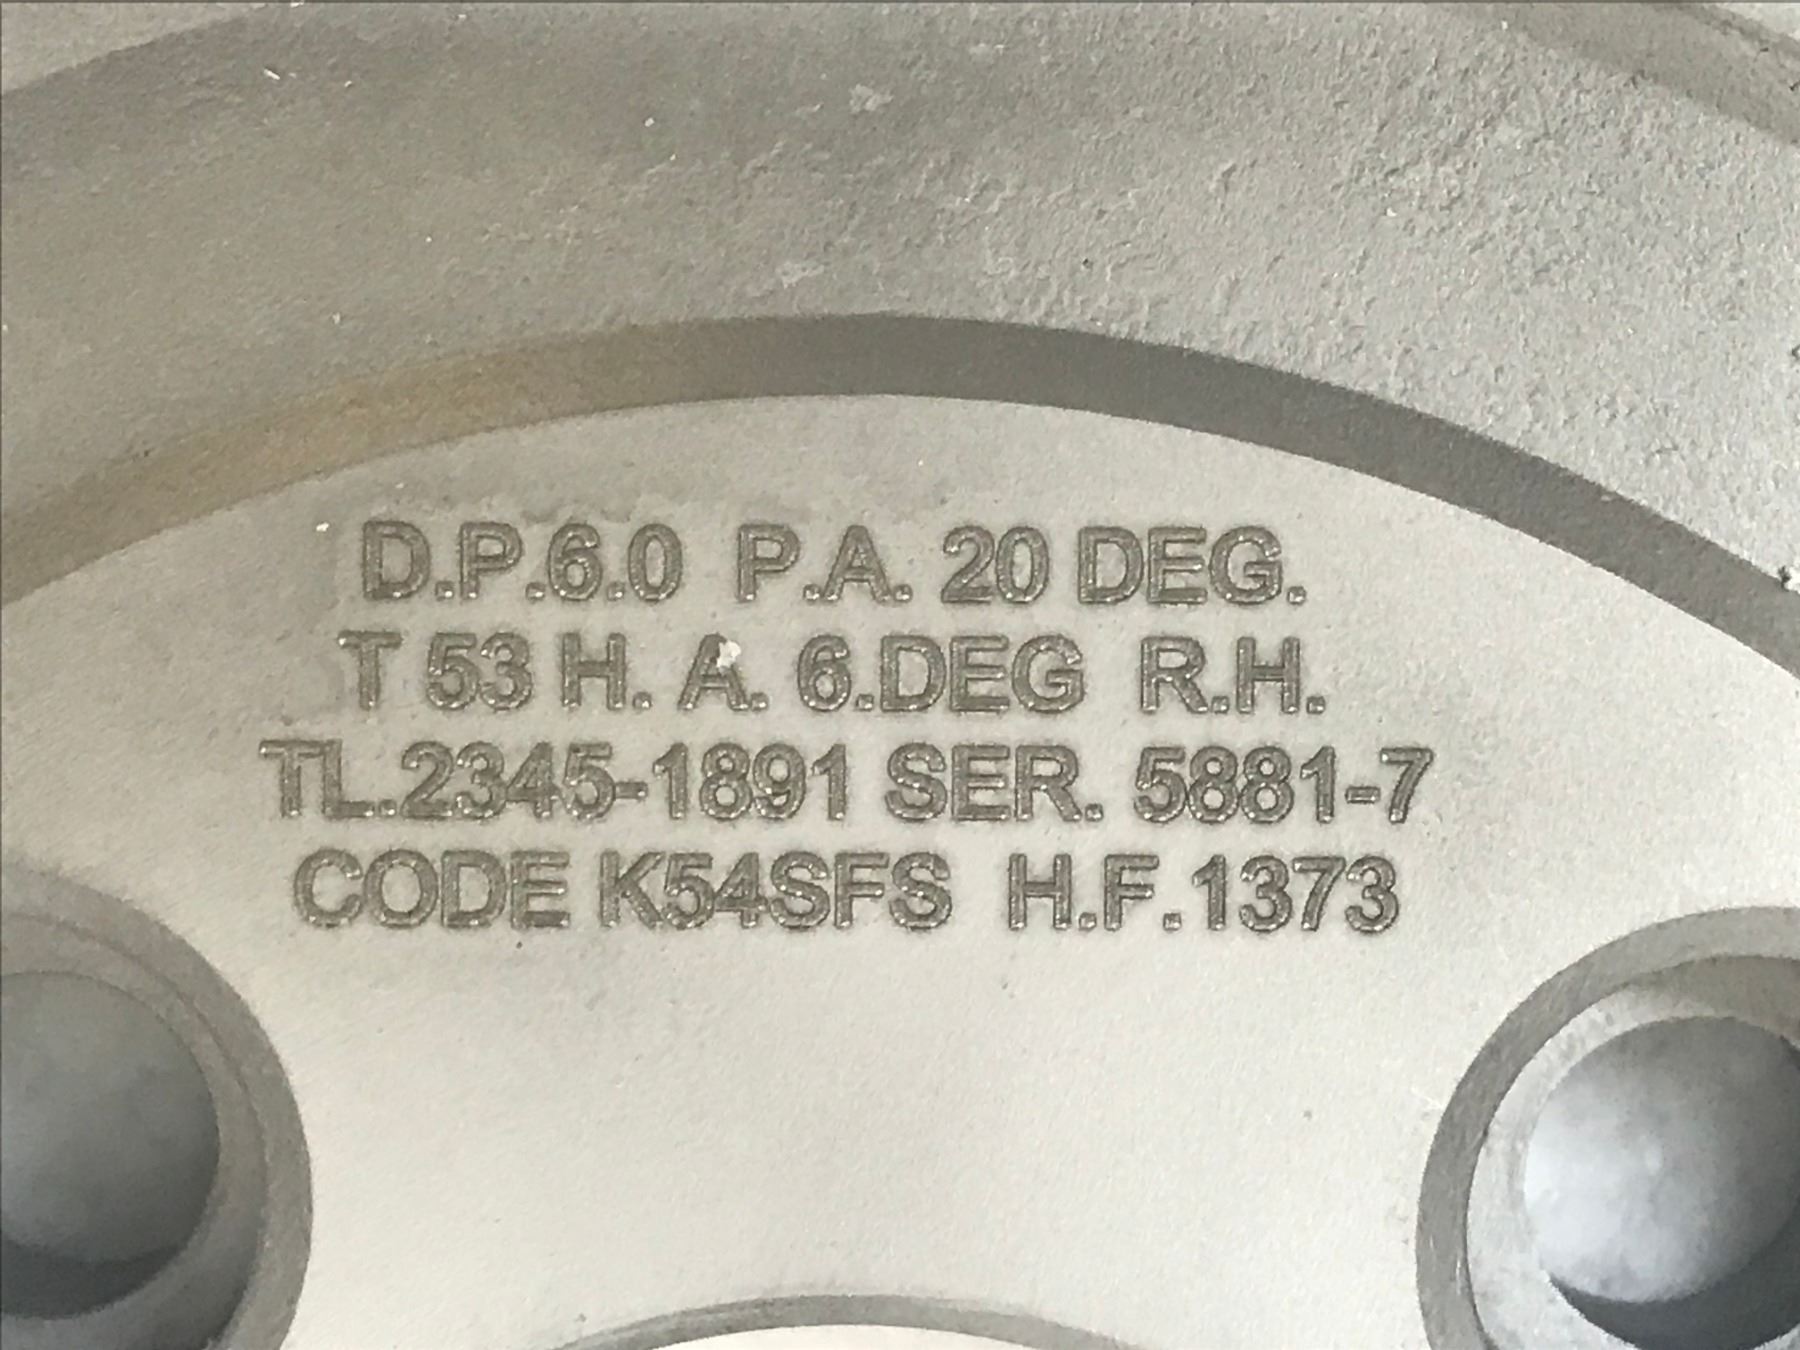 D.P.6.0 P.A. 20 DEG.
T 53 H. A. 6.DEG R.H.
TL.2345-1891 SER. 5881-7
CODE K54SFS H.F.1373